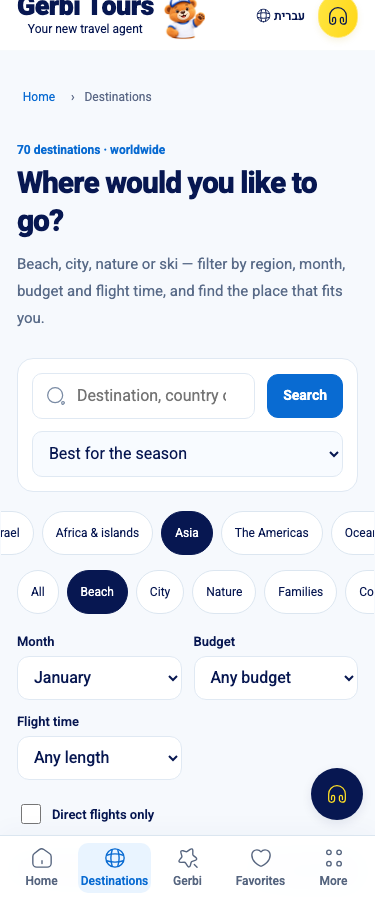 Gerbi Tours
Your new travel agent
עברית
Home › Destinations
70 destinations · worldwide
Where would you like to
go?
Beach, city, nature or ski — filter by region, month,
budget and flight time, and find the place that fits
you.
Destination, country
Search
Best for the season
rael
Africa & islands
Asia
The Americas
Ocea
All
Beach
City
Nature
Families
Co
Month
Budget
January
Any budget
Flight time
Any length
Direct flights only
Home
Destinations
Gerbi
Favorites
More